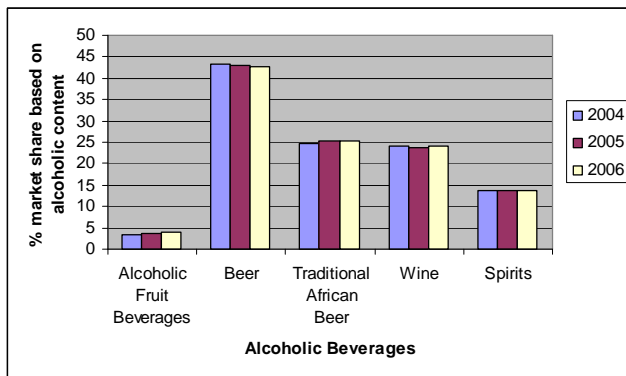 % market share based on
alcoholic content
50
45
40
35
30
25
20
15
10
5
0
Alcoholic
Fruit
Beverages
Beer
Traditional
African
Beer
Wine
Spirits
Alcoholic Beverages
2004
2005
2006